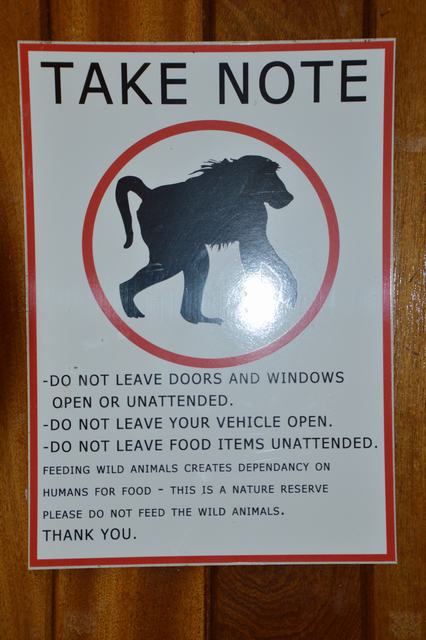 TAKE NOTE
-DO NOT LEAVE DOORS AND WINDOWS
OPEN OR UNATTENDED.
-DO NOT LEAVE YOUR VEHICLE OPEN.
-DO NOT LEAVE FOOD ITEMS UNATTENDED.
FEEDING WILD ANIMALS CREATES DEPENDANCY ON
HUMANS FOR FOOD - THIS IS A NATURE RESERVE
PLEASE DO NOT FEED THE WILD ANIMALS.
THANK YOU.